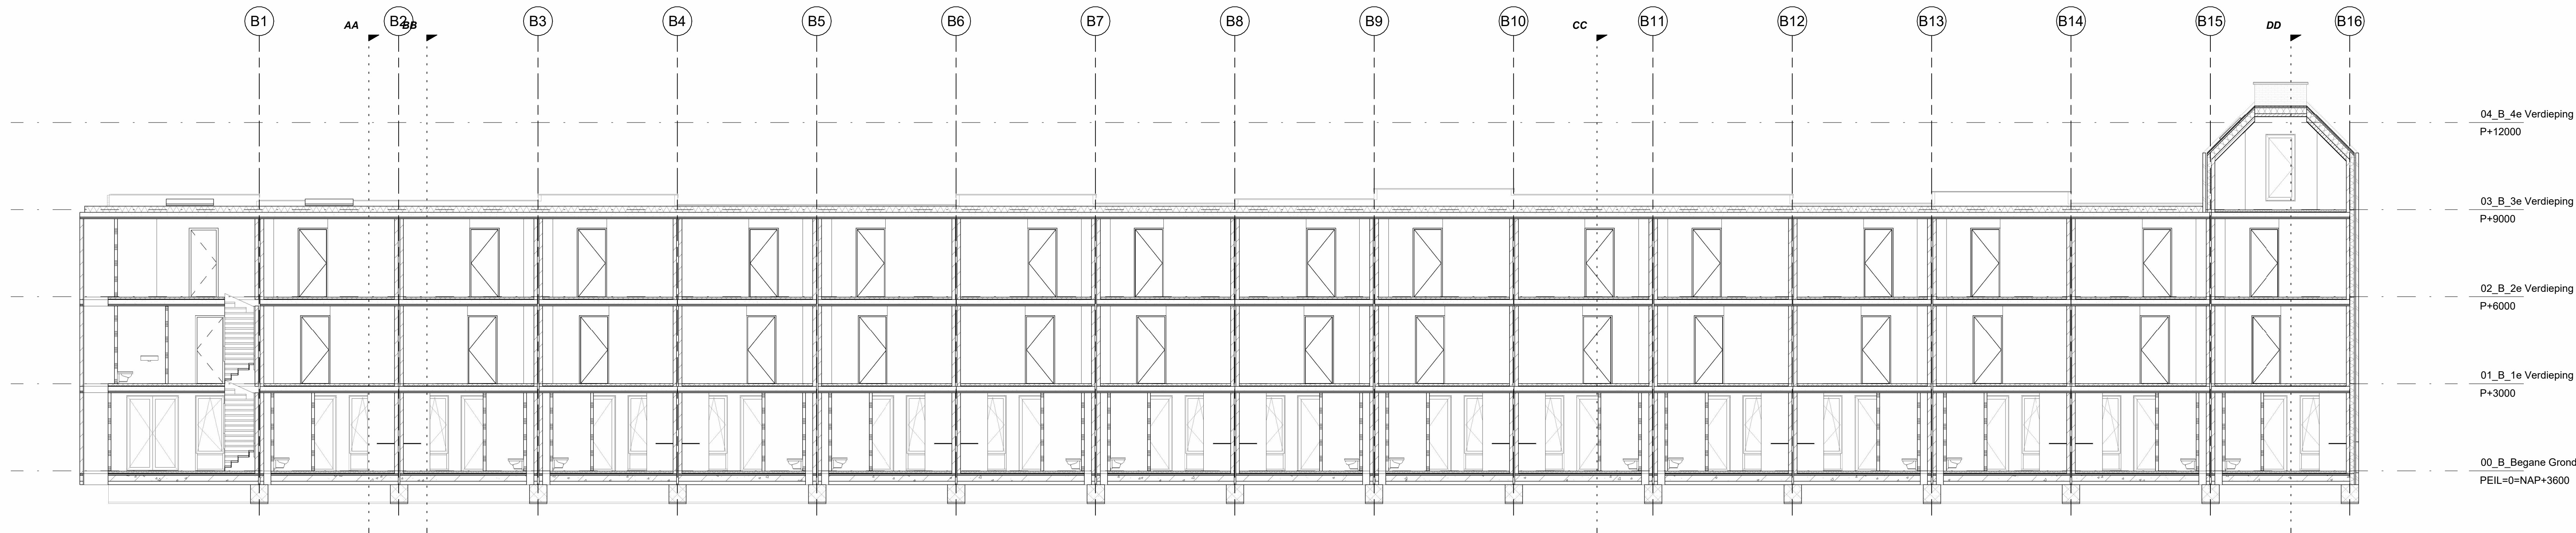 B1
AA
B2
BB
B3
B4
B5
B6
B7
B8
B9
B10
CC
B11
B12
B13
B14
B15
DD
B16
04_B_4e Verdieping
P+12000
03_B_3e Verdieping
P+9000
02_B_2e Verdieping
P+6000
01_B_1e Verdieping
P+3000
00_B_Begane Grond
PEIL=0=NAP+3600